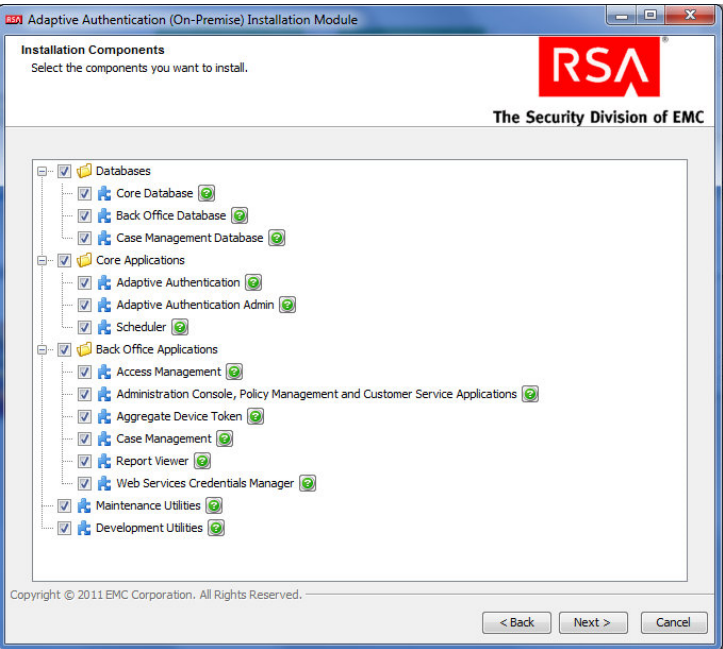 RSA Adaptive Authentication (On-Premise) Installation Module
Installation Components
Select the components you want to install.
RSA®
The Security Division of EMC
Databases
Core Database
Back Office Database
Case Management Database
Core Applications
Adaptive Authentication
Adaptive Authentication Admin
Scheduler
Back Office Applications
Access Management
Administration Console, Policy Management and Customer Service Applications
Aggregate Device Token
Case Management
Report Viewer
Web Services Credentials Manager
Maintenance Utilities
Development Utilities
Copyright © 2011 EMC Corporation. All Rights Reserved.
< Back Next > Cancel